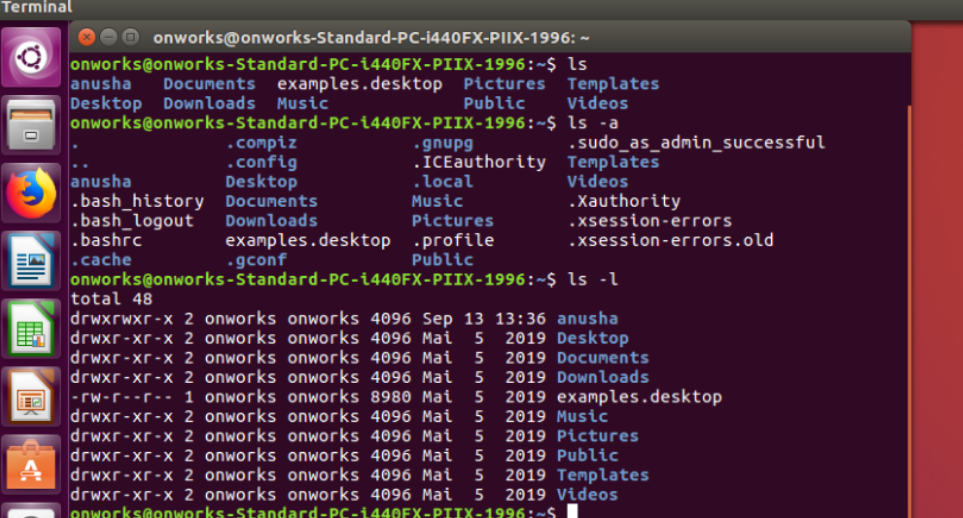 Terminal
onworks@onworks-Standard-PC-i440FX-PIIX-1996: ~
onworks@onworks-Standard-PC-i440FX-PIIX-1996:~$ ls
anusha Documents examples.desktop Pictures Templates
Desktop Downloads Music Public Videos
onworks@onworks-Standard-PC-i440FX-PIIX-1996:~$ ls -a
. .compiz .gnupg .sudo_as_admin_successful
.. .config .ICEauthority Templates
anusha Desktop .local Videos
.bash_history Documents Music .Xauthority
.bash_logout Downloads Pictures .xsession-errors
.bashrc examples.desktop .profile .xsession-errors.old
.cache .gconf Public
onworks@onworks-Standard-PC-i440FX-PIIX-1996:~$ ls -l
total 48
drwxrwxr-x 2 onworks onworks 4096 Sep 13 13:36 anusha
drwxr-xr-x 2 onworks onworks 4096 Mai 5 2019 Desktop
drwxr-xr-x 2 onworks onworks 4096 Mai 5 2019 Documents
drwxr-xr-x 2 onworks onworks 4096 Mai 5 2019 Downloads
-rw-r--r-- 1 onworks onworks 8980 Mai 5 2019 examples.desktop
drwxr-xr-x 2 onworks onworks 4096 Mai 5 2019 Music
drwxr-xr-x 2 onworks onworks 4096 Mai 5 2019 Pictures
drwxr-xr-x 2 onworks onworks 4096 Mai 5 2019 Public
drwxr-xr-x 2 onworks onworks 4096 Mai 5 2019 Templates
drwxr-xr-x 2 onworks onworks 4096 Mai 5 2019 Videos
onworks@onworks-Standard-PC-i440FX-PIIX-1996:~$